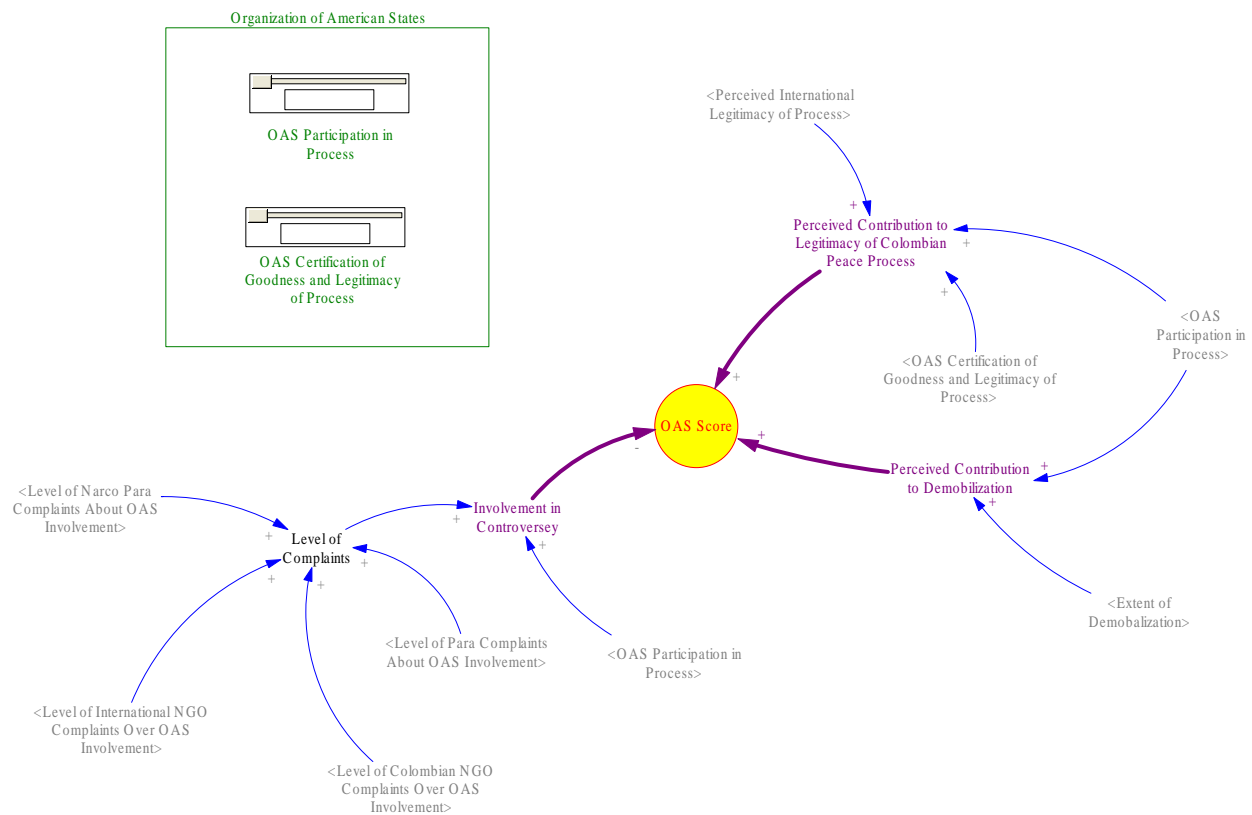 Organization of American States
OAS Participation in
Process
OAS Certification of
Goodness and Legitimacy
of Process
<Perceived International
Legitimacy of Process>
+
Perceived Contribution to
Legitimacy of Colombian
Peace Process
+
+
<OAS
Participation in
Process>
<OAS Certification of
Goodness and Legitimacy of
Process>
+
OAS Score
+
-
Perceived Contribution
to Demobilization
+
+
<Level of Narco Para
Complaints About OAS
Involvement>
+
Involvement in
Controversey
+
+
Level of
Complaints
+
+
+
<Extent of
Demobalization>
<Level of Para Complaints
About OAS Involvement>
<OAS Participation in
Process>
<Level of International NGO
Complaints Over OAS
Involvement>
<Level of Colombian NGO
Complaints Over OAS
Involvement>